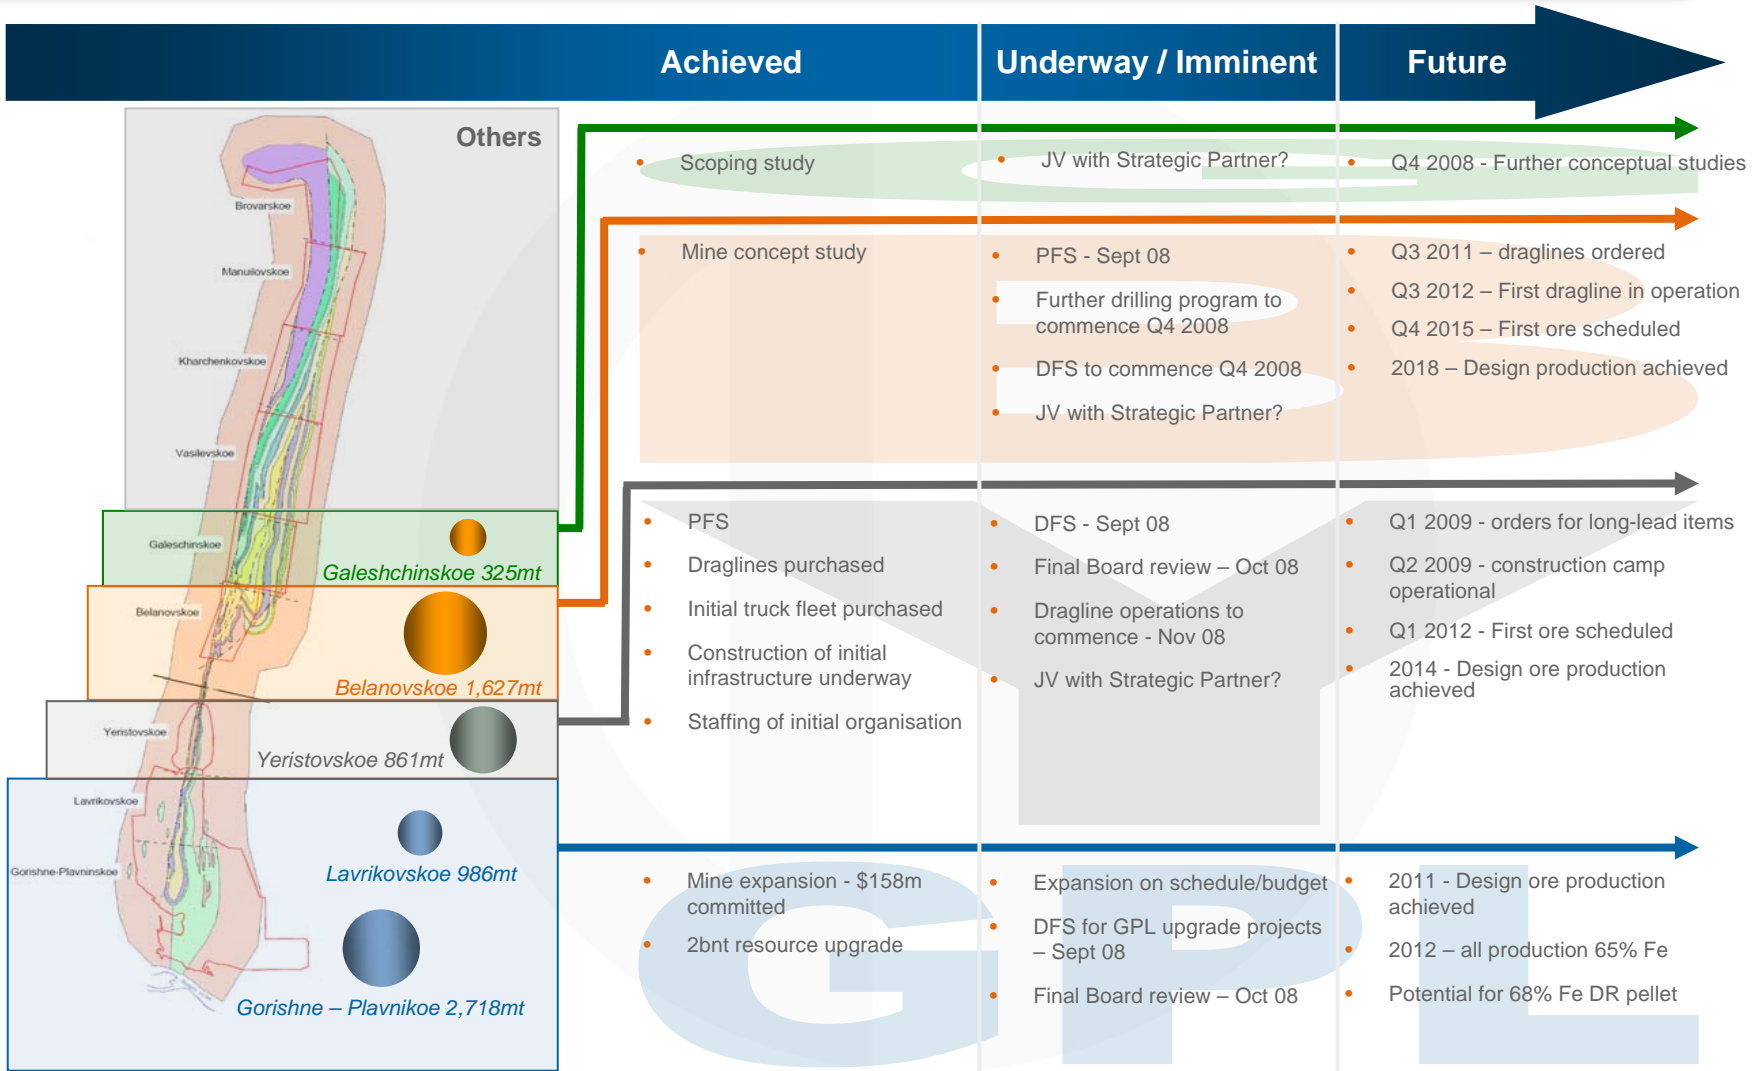 Achieved
Underway / Imminent
Future
Others
Brovarskoe
Manuilovskoe
Kharchenkovskoe
Vasilevskoe
Galeschinskoe
Galeshchinskoe 325mt
Belanovskoe
Belanovskoe 1,627mt
Yeristovskoe
Yeristovskoe 861mt
Lavrikovskoe
Lavrikovskoe 986mt
Gorishne-Plavninskoe
Gorishne – Plavnikoe 2,718mt
• Scoping study
• JV with Strategic Partner?
• Q4 2008 - Further conceptual studies
• Mine concept study
• PFS - Sept 08
• Further drilling program to
commence Q4 2008
• DFS to commence Q4 2008
• JV with Strategic Partner?
• Q3 2011 – draglines ordered
• Q3 2012 – First dragline in operation
• Q4 2015 – First ore scheduled
• 2018 – Design production achieved
• PFS
• Draglines purchased
• Initial truck fleet purchased
• Construction of initial
infrastructure underway
• Staffing of initial organisation
• DFS - Sept 08
• Final Board review – Oct 08
• Dragline operations to
commence - Nov 08
• JV with Strategic Partner?
• Q1 2009 - orders for long-lead items
• Q2 2009 - construction camp
operational
• Q1 2012 - First ore scheduled
• 2014 - Design ore production
achieved
• Mine expansion - $158m
committed
• 2bnt resource upgrade
• Expansion on schedule/budget
• DFS for GPL upgrade projects
– Sept 08
• Final Board review – Oct 08
• 2011 - Design ore production
achieved
• 2012 – all production 65% Fe
• Potential for 68% Fe DR pellet
G
B
Y
GPL